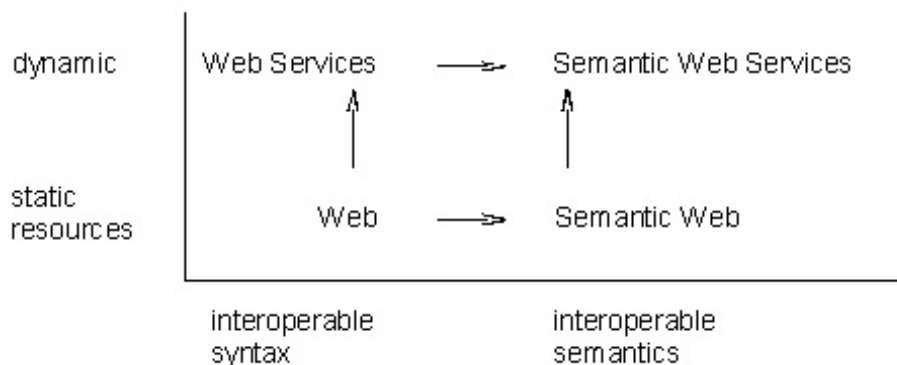 dynamic
Web Services
Semantic Web Services
static
resources
Web
Semantic Web
interoperable
syntax
interoperable
semantics